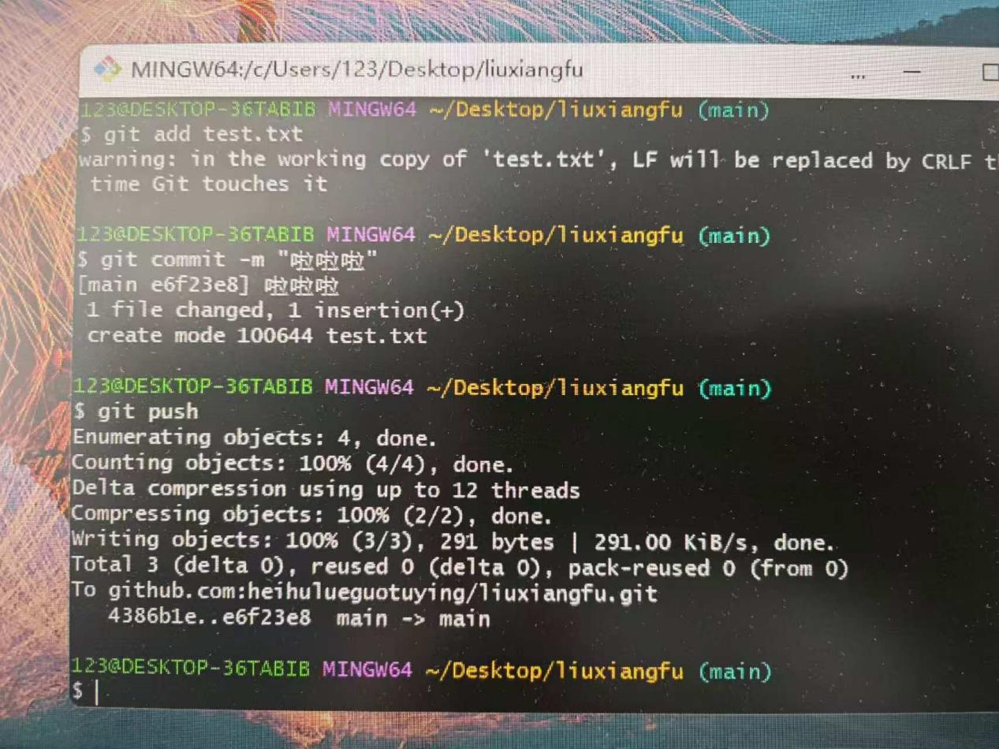 MINGW64:/c/Users/123/Desktop/liuxiangfu
...
123@DESKTOP-36TABIB MINGW64 ~/Desktop/liuxiangfu (main)
$ git add test.txt
warning: in the working copy of 'test.txt', LF will be replaced by CRLF
time Git touches it
123@DESKTOP-36TABIB MINGW64 ~/Desktop/liuxiangfu (main)
$ git commit -m "啦啦啦"
[main e6f23e8] 啦啦啦
1 file changed, 1 insertion(+)
create mode 100644 test.txt
123@DESKTOP-36TABIB MINGW64 ~/Desktop/liuxiangfu (main)
$ git push
Enumerating objects: 4, done.
Counting objects: 100% (4/4), done.
Delta compression using up to 12 threads
Compressing objects: 100% (2/2), done.
Writing objects: 100% (3/3), 291 bytes | 291.00 KiB/s, done.
Total 3 (delta 0), reused 0 (delta 0), pack-reused 0 (from 0)
To github.com:heihulueguotuying/liuxiangfu.git
4386b1e..e6f23e8 main -> main
123@DESKTOP-36TABIB MINGW64 ~/Desktop/liuxiangfu (main)
$